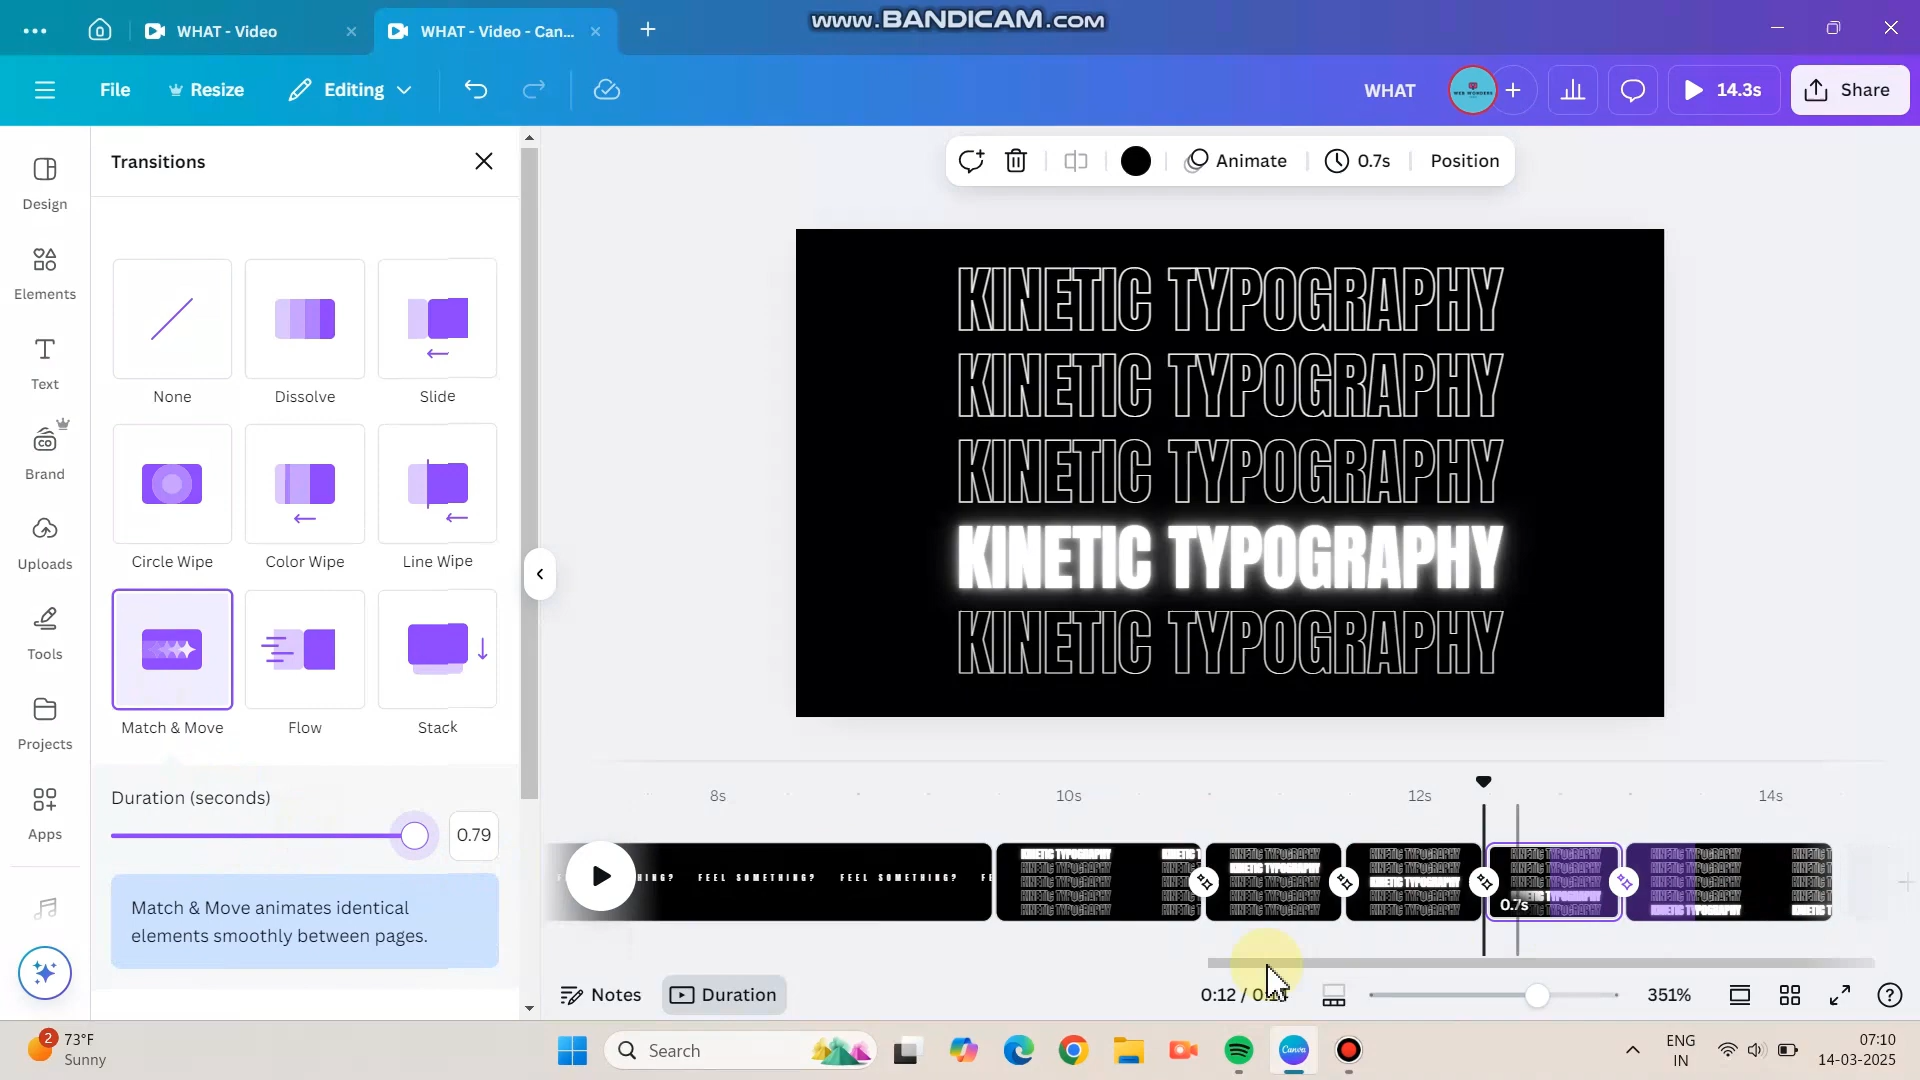 www.BANDICAM.com
WHAT - Video
WHAT - Video - Can...
File
Resize
Editing
WHAT
14.3s
Share
Design
Elements
Text
Brand
Uploads
Tools
Projects
Apps
Transitions
None
Dissolve
Slide
Circle Wipe
Color Wipe
Line Wipe
Match & Move
Flow
Stack
Duration (seconds)
0.79
Match & Move animates identical
elements smoothly between pages.
Animate
0.7s
Position
KINETIC TYPOGRAPHY
KINETIC TYPOGRAPHY
KINETIC TYPOGRAPHY
KINETIC TYPOGRAPHY
KINETIC TYPOGRAPHY
8s
10s
12s
14s
FEEL SOMETHING? FEEL SOMETHING?
KINETIC TYPOGRAPHY
0.7s
Notes
Duration
0:12 /
351%
2
73°F
Sunny
Search
Canva
ENG
IN
07:10
14-03-2025